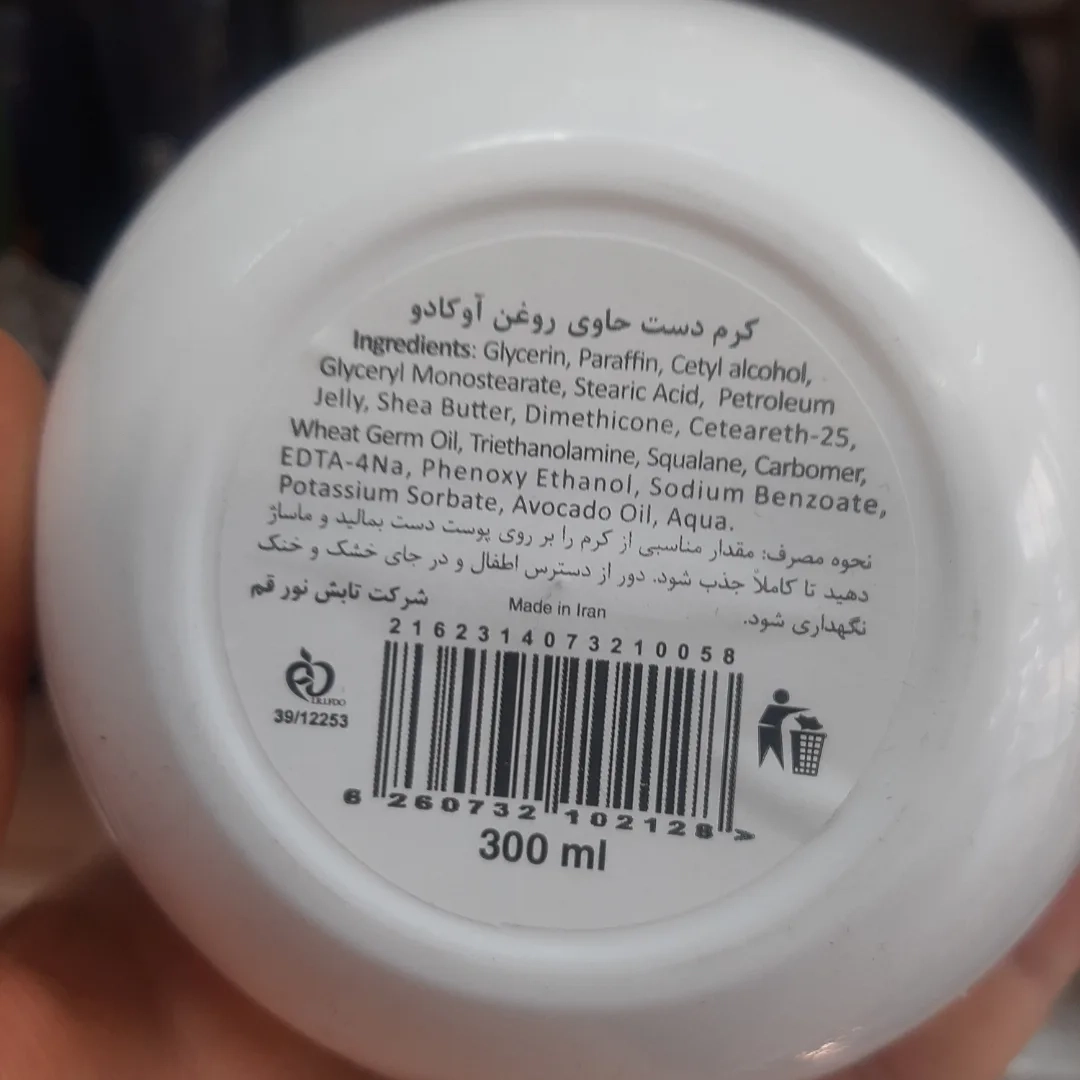 کرم دست حاوی روغن آوکادو
Ingredients: Glycerin, Paraffin, Cetyl alcohol,
Glyceryl Monostearate, Stearic Acid, Petroleum
Jelly, Shea Butter, Dimethicone, Ceteareth-25,
Wheat Germ Oil, Triethanolamine, Squalane, Carbomer,
EDTA-4Na, Phenoxy Ethanol, Sodium Benzoate,
Potassium Sorbate, Avocado Oil, Aqua.
نحوه مصرف: مقدار مناسبی از کرم را بر روی پوست دست بمالید و ماساژ
دهید تا کاملاً جذب شود. دور از دسترس اطفال و در جای خشک و خنک
نگهداری شود.
شرکت تابش نور قم
Made in Iran
2162314073210058
39/12253
6 260732 102128 >
300 ml